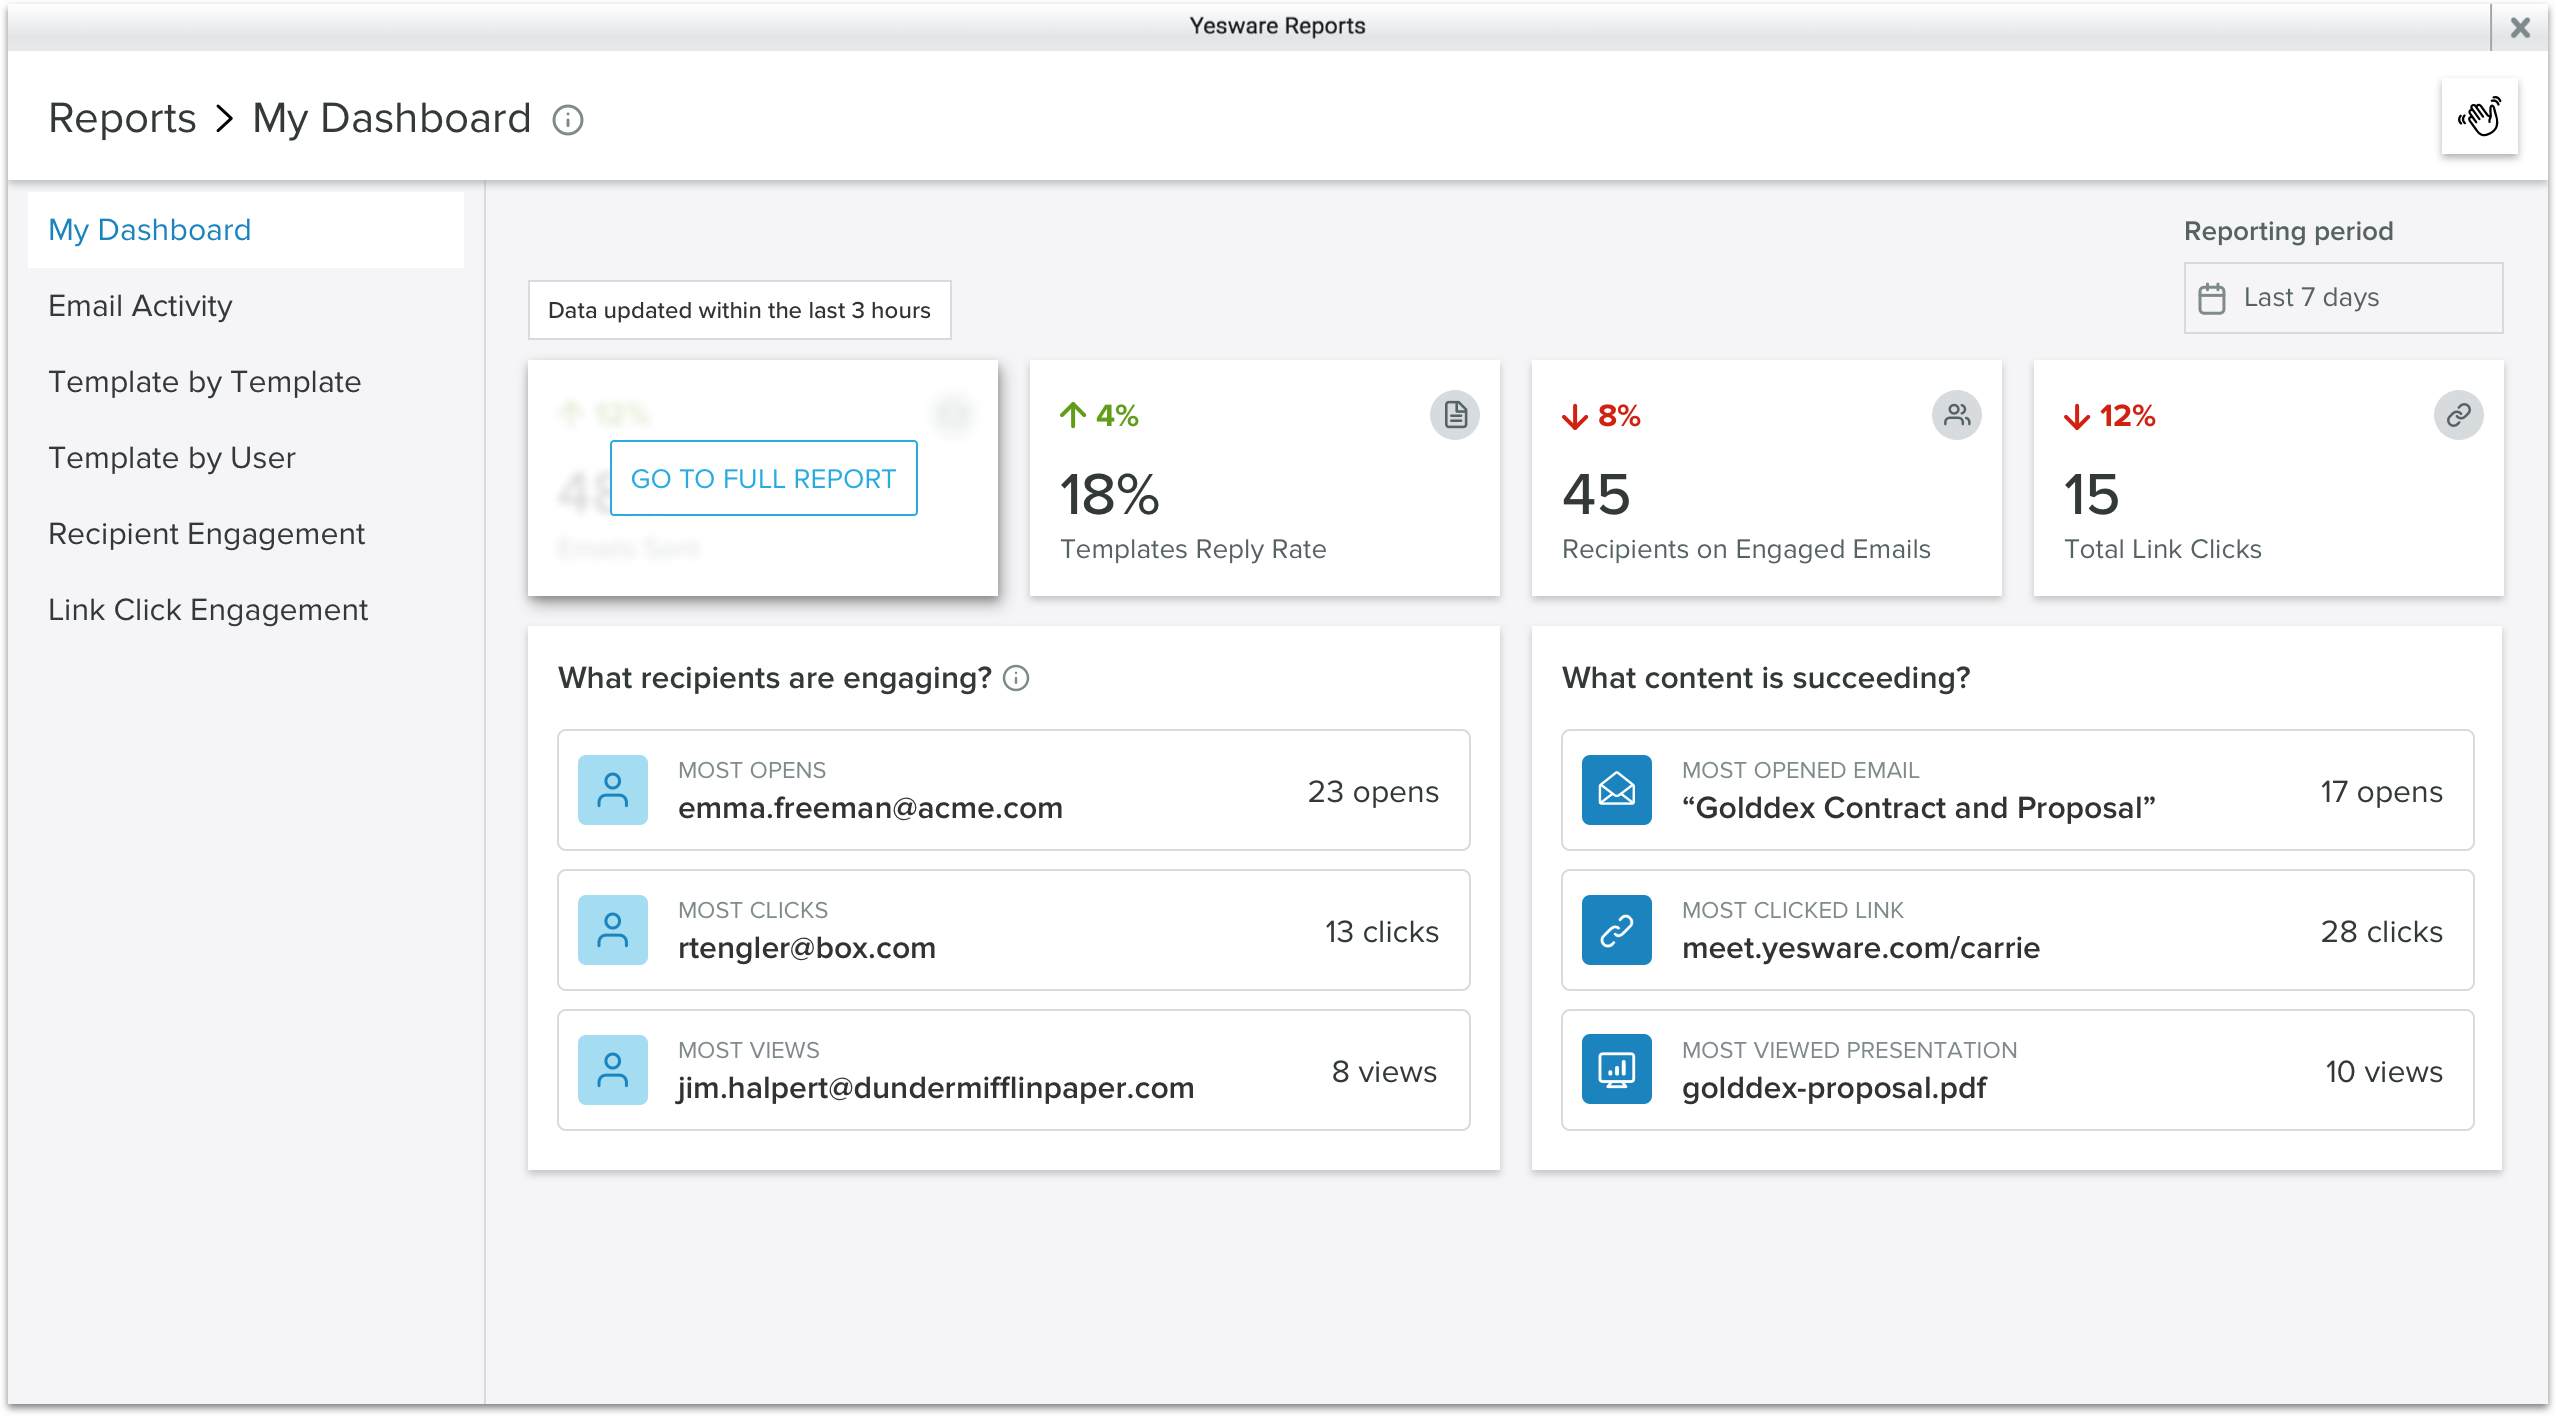 Yesware Reports
Reports > My Dashboard
My Dashboard
Email Activity
Template by Template
Template by User
Recipient Engagement
Link Click Engagement
Reporting period
Last 7 days
Data updated within the last 3 hours
12%
GO TO FULL REPORT
Emails Sent
4%
18%
Templates Reply Rate
8%
45
Recipients on Engaged Emails
12%
15
Total Link Clicks
What recipients are engaging?
MOST OPENS
emma.freeman@acme.com
23 opens
MOST CLICKS
rtengler@box.com
13 clicks
MOST VIEWS
jim.halpert@dundermifflinpaper.com
8 views
What content is succeeding?
MOST OPENED EMAIL
“Golddex Contract and Proposal”
17 opens
MOST CLICKED LINK
meet.yesware.com/carrie
28 clicks
MOST VIEWED PRESENTATION
golddex-proposal.pdf
10 views